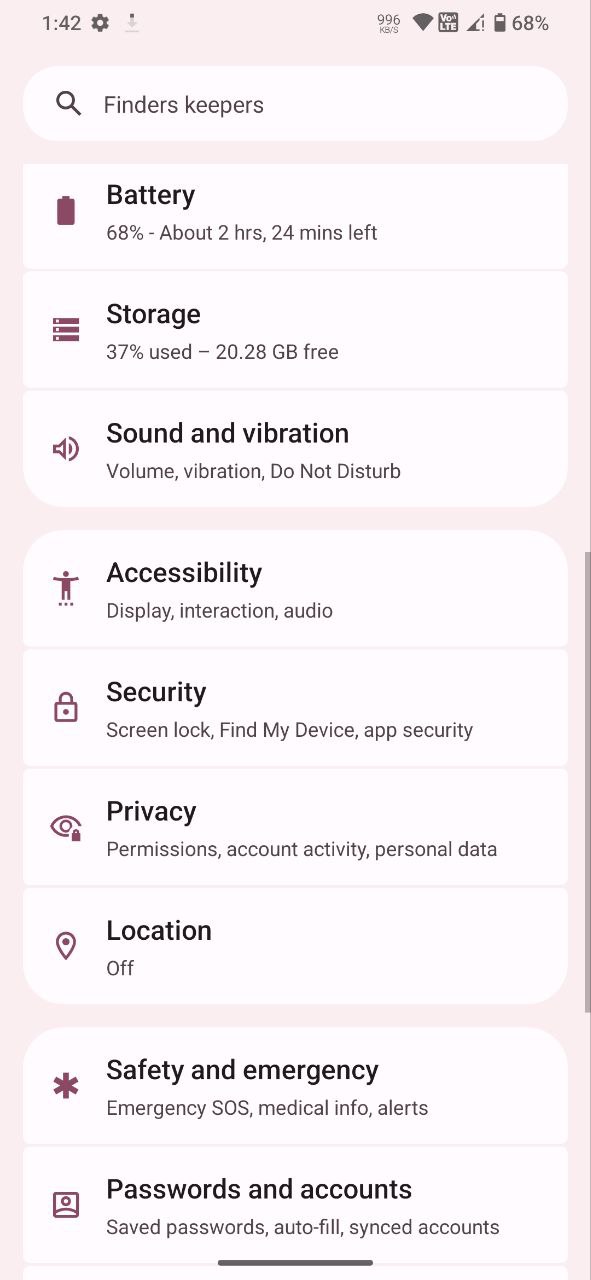 1:42 996 KB/S Vo LTE 68%
Finders keepers
Battery
68% - About 2 hrs, 24 mins left
Storage
37% used – 20.28 GB free
Sound and vibration
Volume, vibration, Do Not Disturb
Accessibility
Display, interaction, audio
Security
Screen lock, Find My Device, app security
Privacy
Permissions, account activity, personal data
Location
Off
Safety and emergency
Emergency SOS, medical info, alerts
Passwords and accounts
Saved passwords, auto-fill, synced accounts